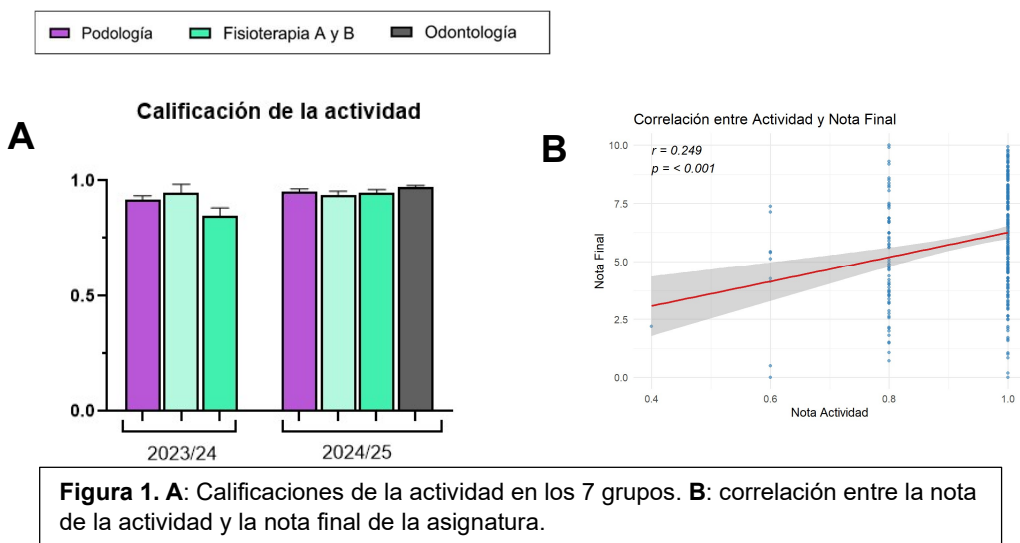 Podología Fisioterapia A y B Odontología
A
Calificación de la actividad
1.0
0.5
0.0
2023/24 2024/25
B
Correlación entre Actividad y Nota Final
r = 0.249
p = < 0.001
10.0
7.5
5.0
2.5
0.0
Nota Final
0.4 0.6 0.8 1.0
Nota Actividad
Figura 1. A: Calificaciones de la actividad en los 7 grupos. B: correlación entre la nota
de la actividad y la nota final de la asignatura.